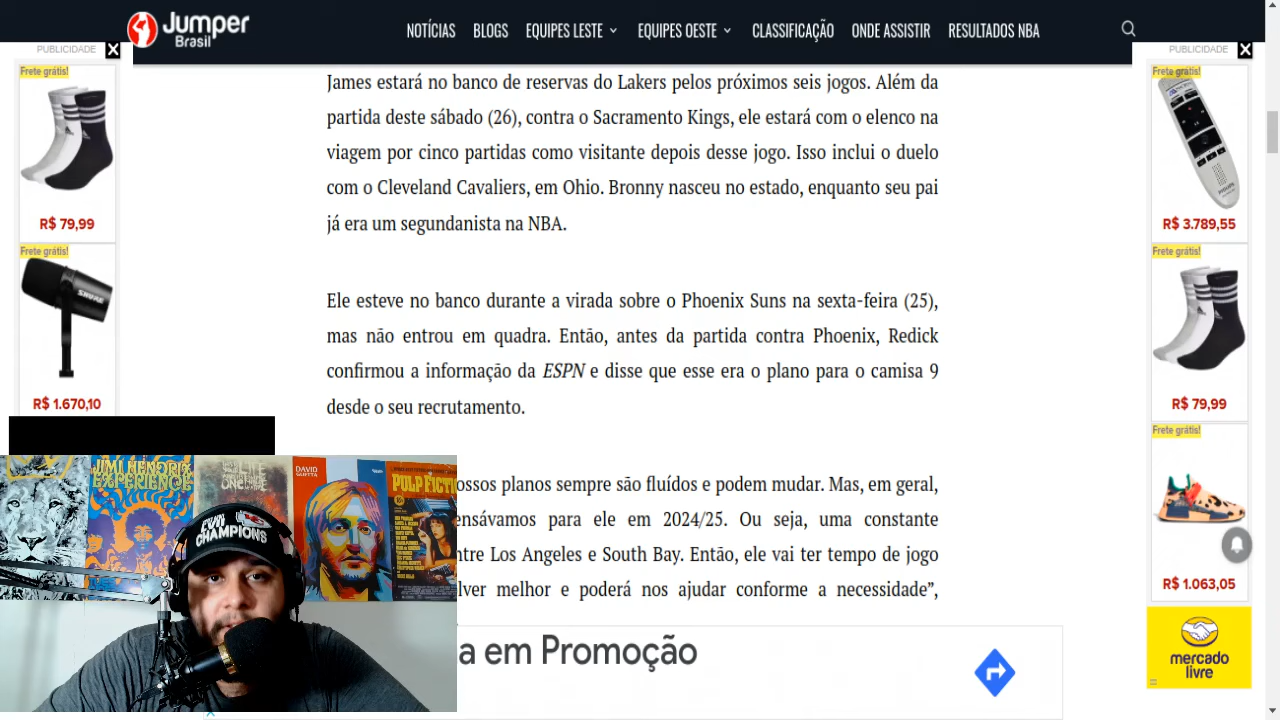 Jumper
Brasil
NOTÍCIAS BLOGS EQUIPES LESTE EQUIPES OESTE CLASSIFICAÇÃO ONDE ASSISTIR RESULTADOS NBA
PUBLICIDADE
Frete grátis!
R$ 79,99
Frete grátis!
SHURE
R$ 1.670,10
James estará no banco de reservas do Lakers pelos próximos seis jogos. Além da
partida deste sábado (26), contra o Sacramento Kings, ele estará com o elenco na
viagem por cinco partidas como visitante depois desse jogo. Isso inclui o duelo
com o Cleveland Cavaliers, em Ohio. Bronny nasceu no estado, enquanto seu pai
já era um segundanista na NBA.
Ele esteve no banco durante a virada sobre o Phoenix Suns na sexta-feira (25),
mas não entrou em quadra. Então, antes da partida contra Phoenix, Redick
confirmou a informação da ESPN e disse que esse era o plano para o camisa 9
desde o seu recrutamento.
ossos planos sempre são fluídos e podem mudar. Mas, em geral,
ensávamos para ele em 2024/25. Ou seja, uma constante
ntre Los Angeles e South Bay. Então, ele vai ter tempo de jogo
lver melhor e poderá nos ajudar conforme a necessidade”,
a em Promoção
PUBLICIDADE
Frete grátis!
R$ 3.789,55
Frete grátis!
R$ 79,99
Frete grátis!
R$ 1.063,05
mercado
livre
JIMI HENDRIX
EXPERIENCE
DAVID
GUETTA
PULP FICTION
LVII
CHAMPIONS